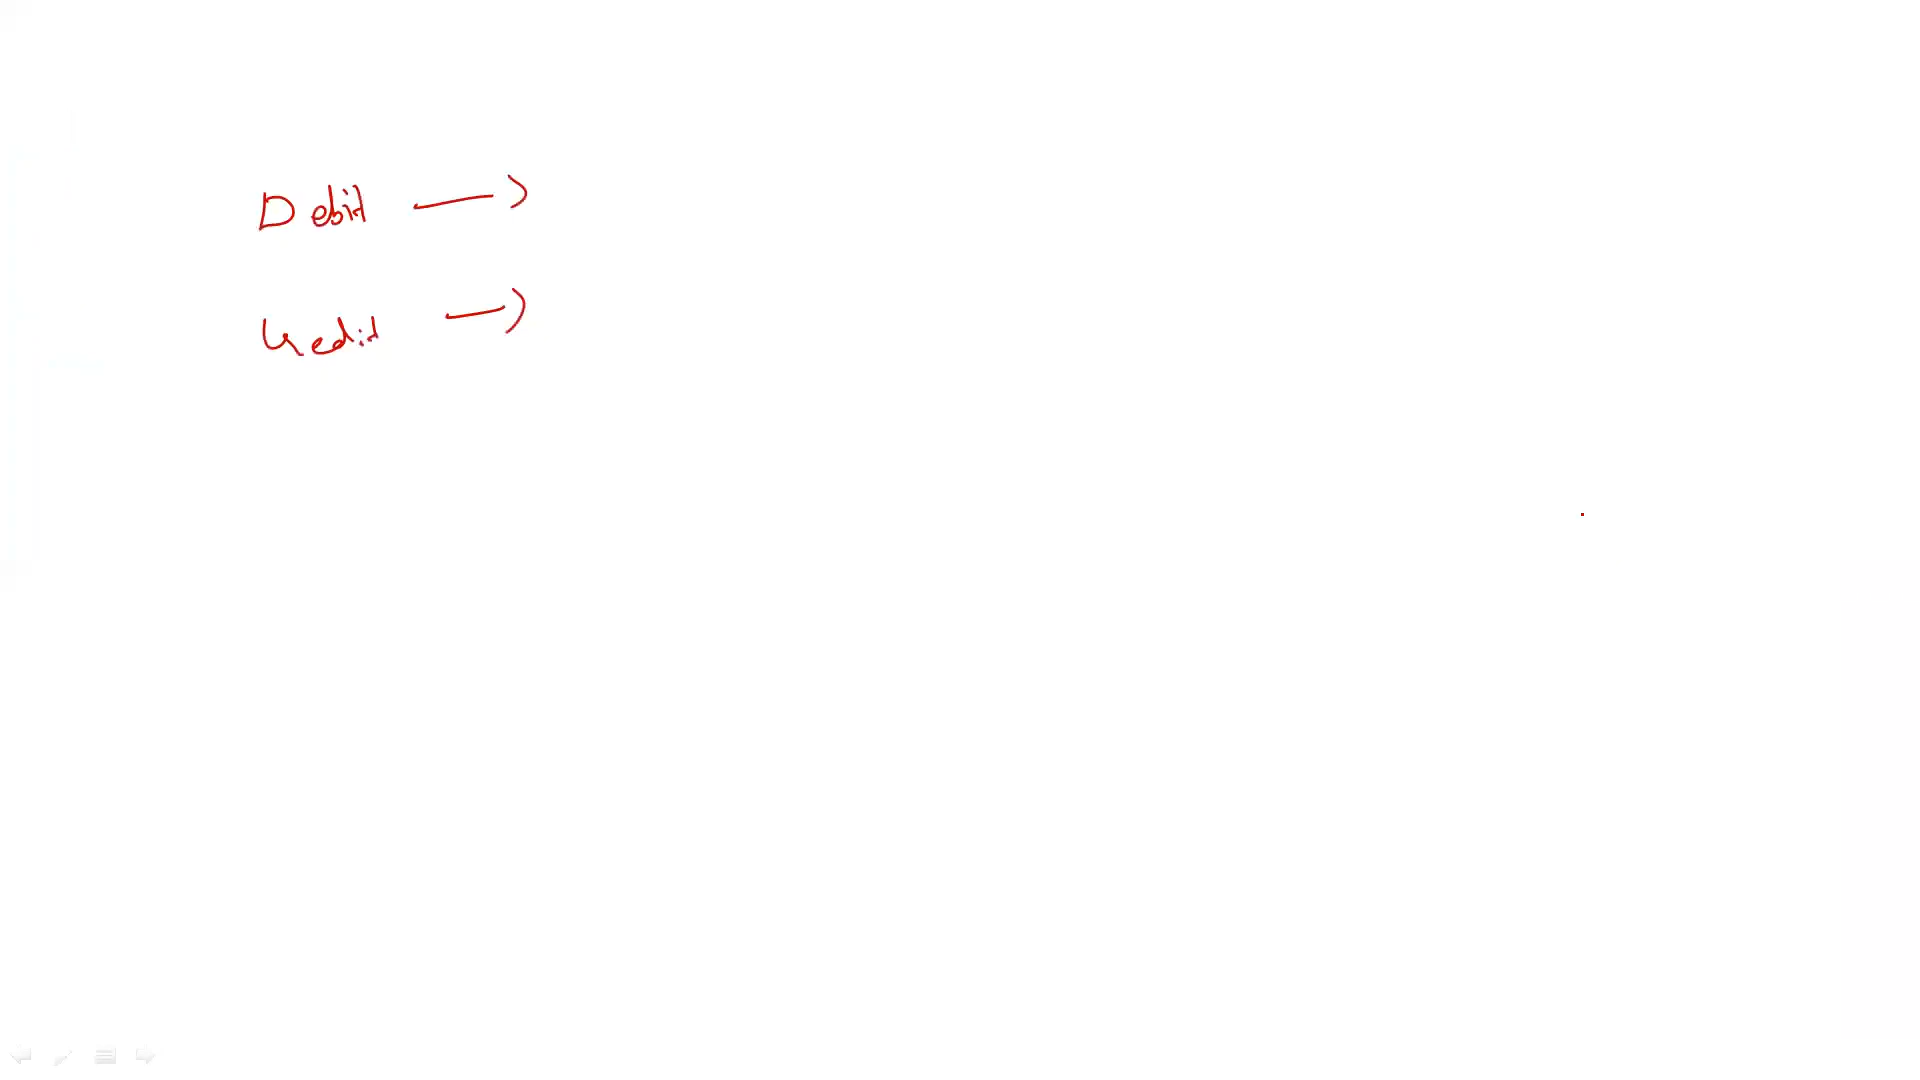 Debit →
Credit →